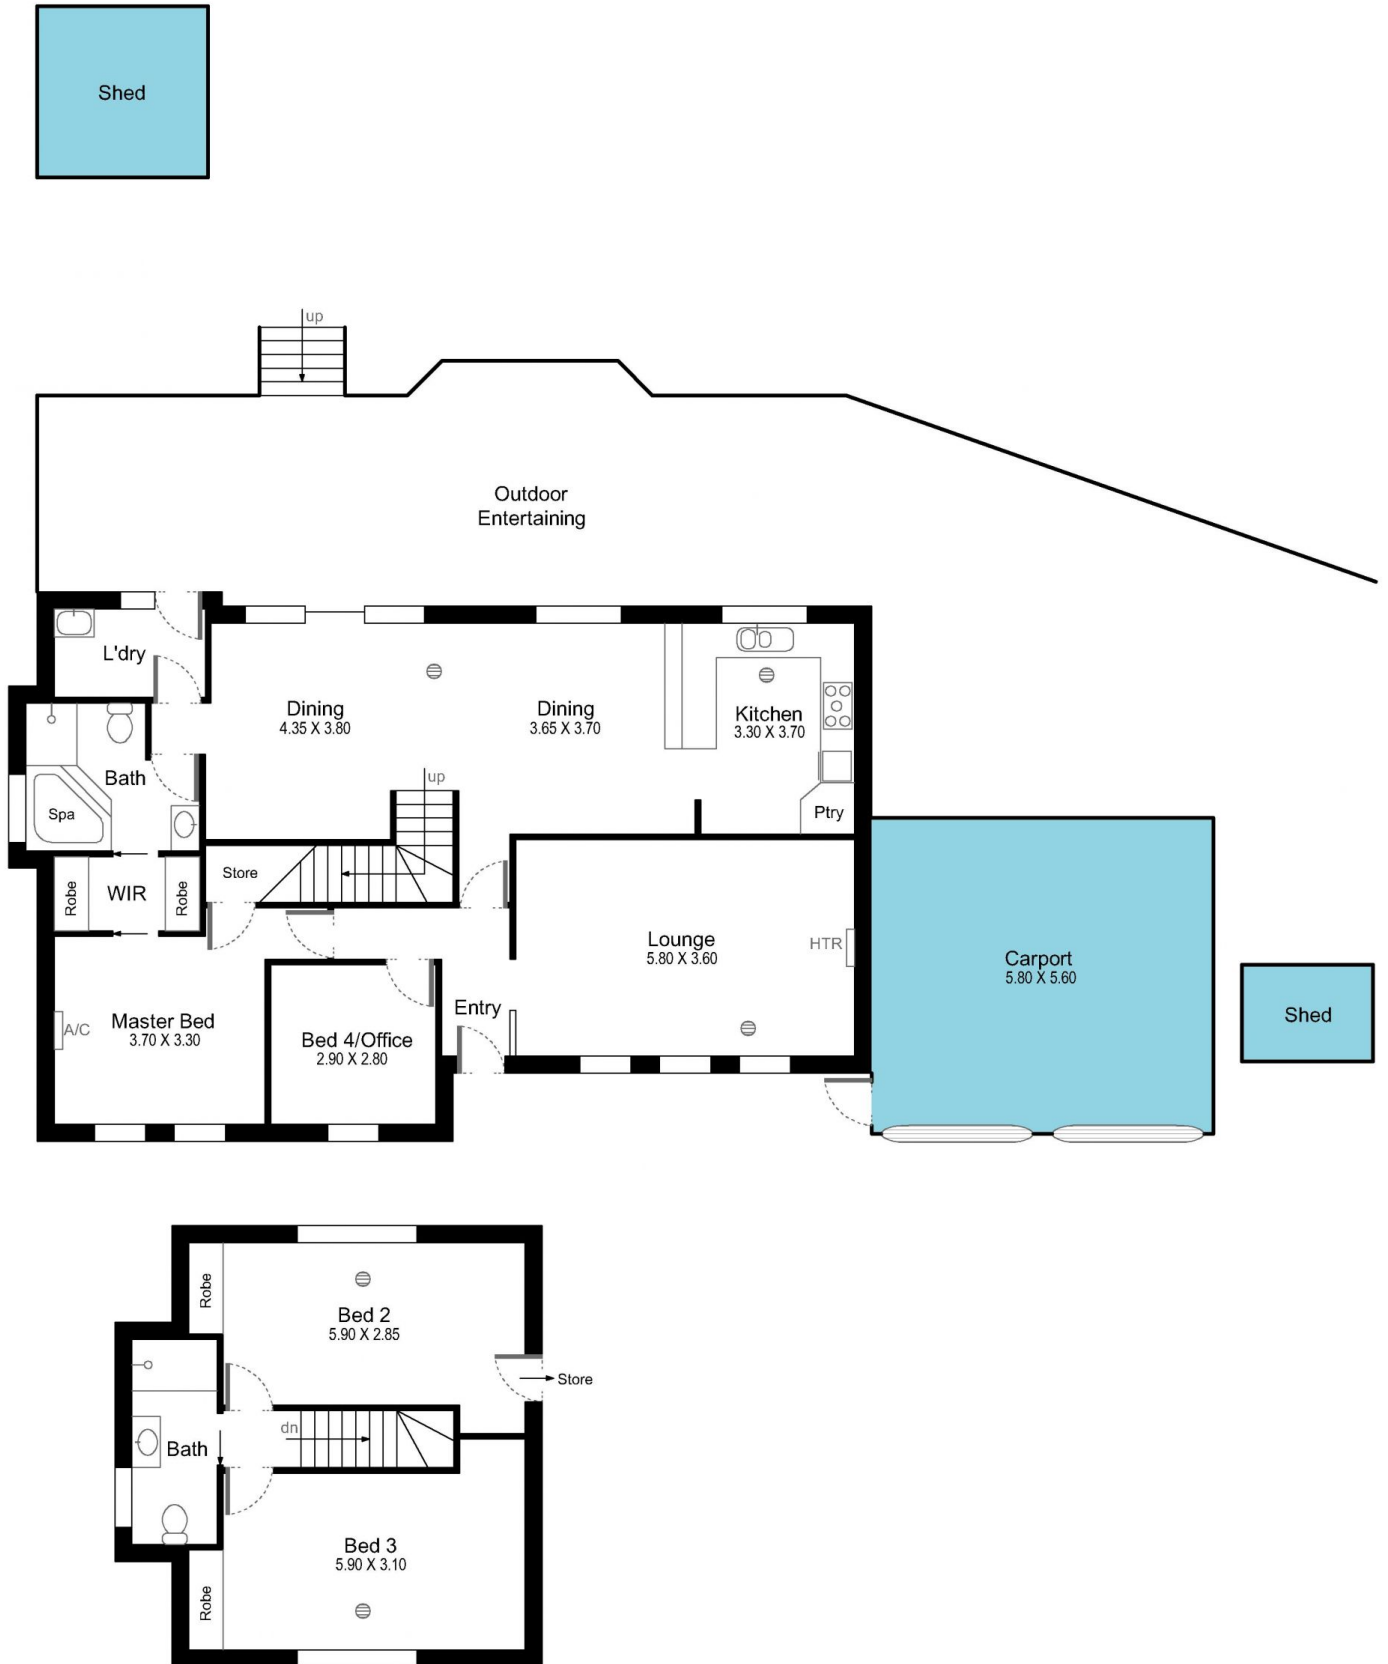 Shed
up
Outdoor
Entertaining
L'dry
Dining
4.35 X 3.80
Dining
3.65 X 3.70
Kitchen
3.30 X 3.70
up
Bath
Spa
Ptry
Store
Robe
WIR
Robe
Lounge
5.80 X 3.60
HTR
Carport
5.80 X 5.60
Shed
A/C
Master Bed
3.70 X 3.30
Bed 4/Office
2.90 X 2.80
Entry
Robe
Bed 2
5.90 X 2.85
Store
dn
Bath
Bed 3
5.90 X 3.10
Robe